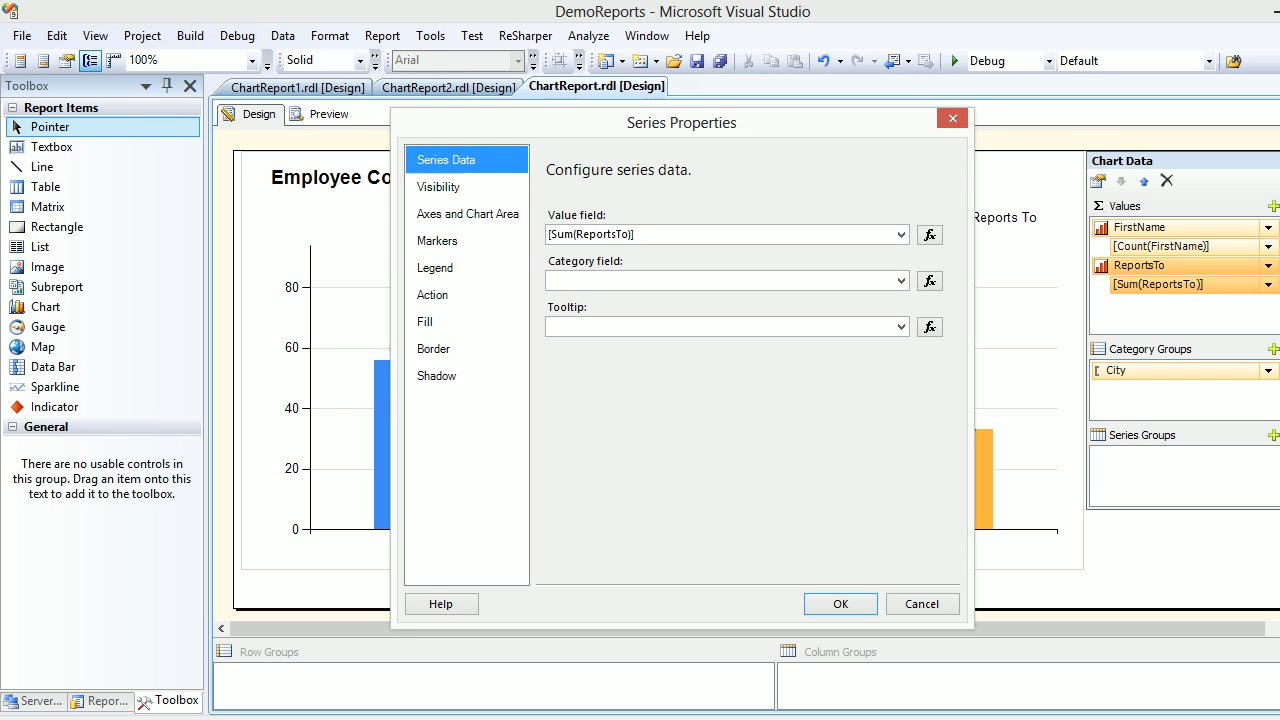 DemoReports - Microsoft Visual Studio
File Edit View Project Build Debug Data Format Report Tools Test ReSharper Analyze Window Help
100% Solid Arial Debug Default
Toolbox
ChartReport1.rdl [Design] ChartReport2.rdl [Design] ChartReport.rdl [Design]
Report Items
Pointer
Textbox
Line
Table
Matrix
Rectangle
List
Image
Subreport
Chart
Gauge
Map
Data Bar
Sparkline
Indicator
General
There are no usable controls in
this group. Drag an item onto this
text to add it to the toolbox.
Server... Repor... Toolbox
Design Preview
Employee Co
80
60
40
20
0
Reports To
Series Properties
Series Data
Visibility
Axes and Chart Area
Markers
Legend
Action
Fill
Border
Shadow
Configure series data.
Value field:
[Sum(ReportsTo)]
fx
Category field:
fx
Tooltip:
fx
Help OK Cancel
Chart Data
Σ Values
FirstName
[Count(FirstName)]
ReportsTo
[Sum(ReportsTo)]
Category Groups
City
Series Groups
Row Groups Column Groups